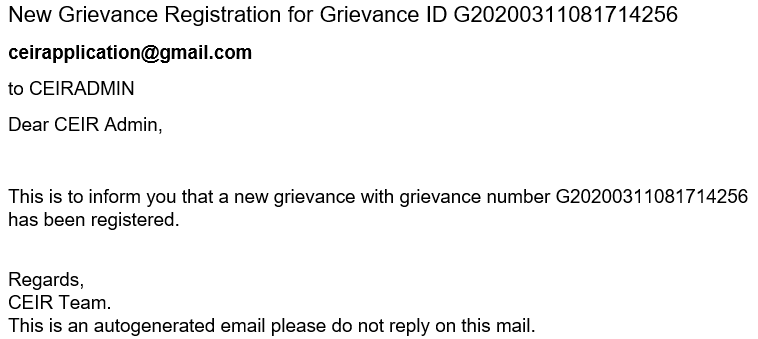 New Grievance Registration for Grievance ID G20200311081714256
ceirapplication@gmail.com
to CEIRADMIN
Dear CEIR Admin,
This is to inform you that a new grievance with grievance number G20200311081714256
has been registered.
Regards,
CEIR Team.
This is an autogenerated email please do not reply on this mail.